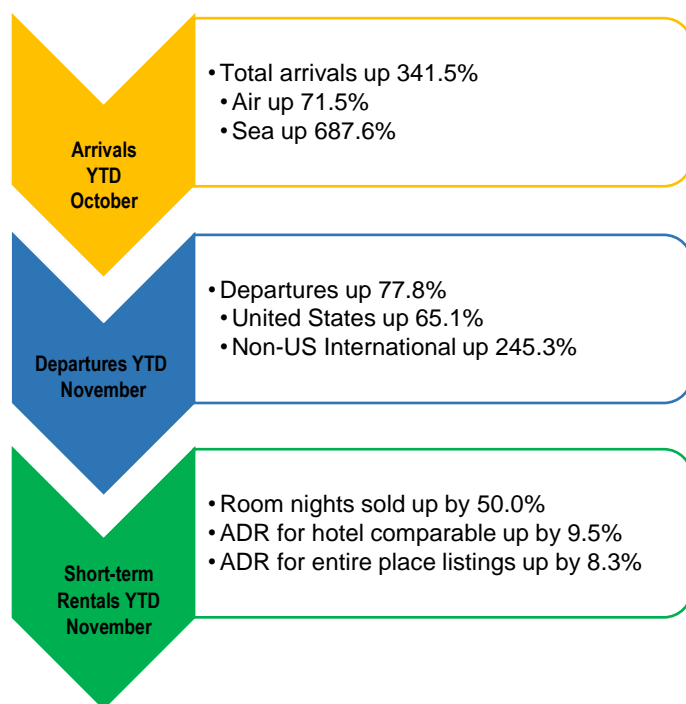 Arrivals
YTD
October
• Total arrivals up 341.5%
• Air up 71.5%
• Sea up 687.6%
Departures YTD
November
• Departures up 77.8%
• United States up 65.1%
• Non-US International up 245.3%
Short-term
Rentals YTD
November
• Room nights sold up by 50.0%
• ADR for hotel comparable up by 9.5%
• ADR for entire place listings up by 8.3%